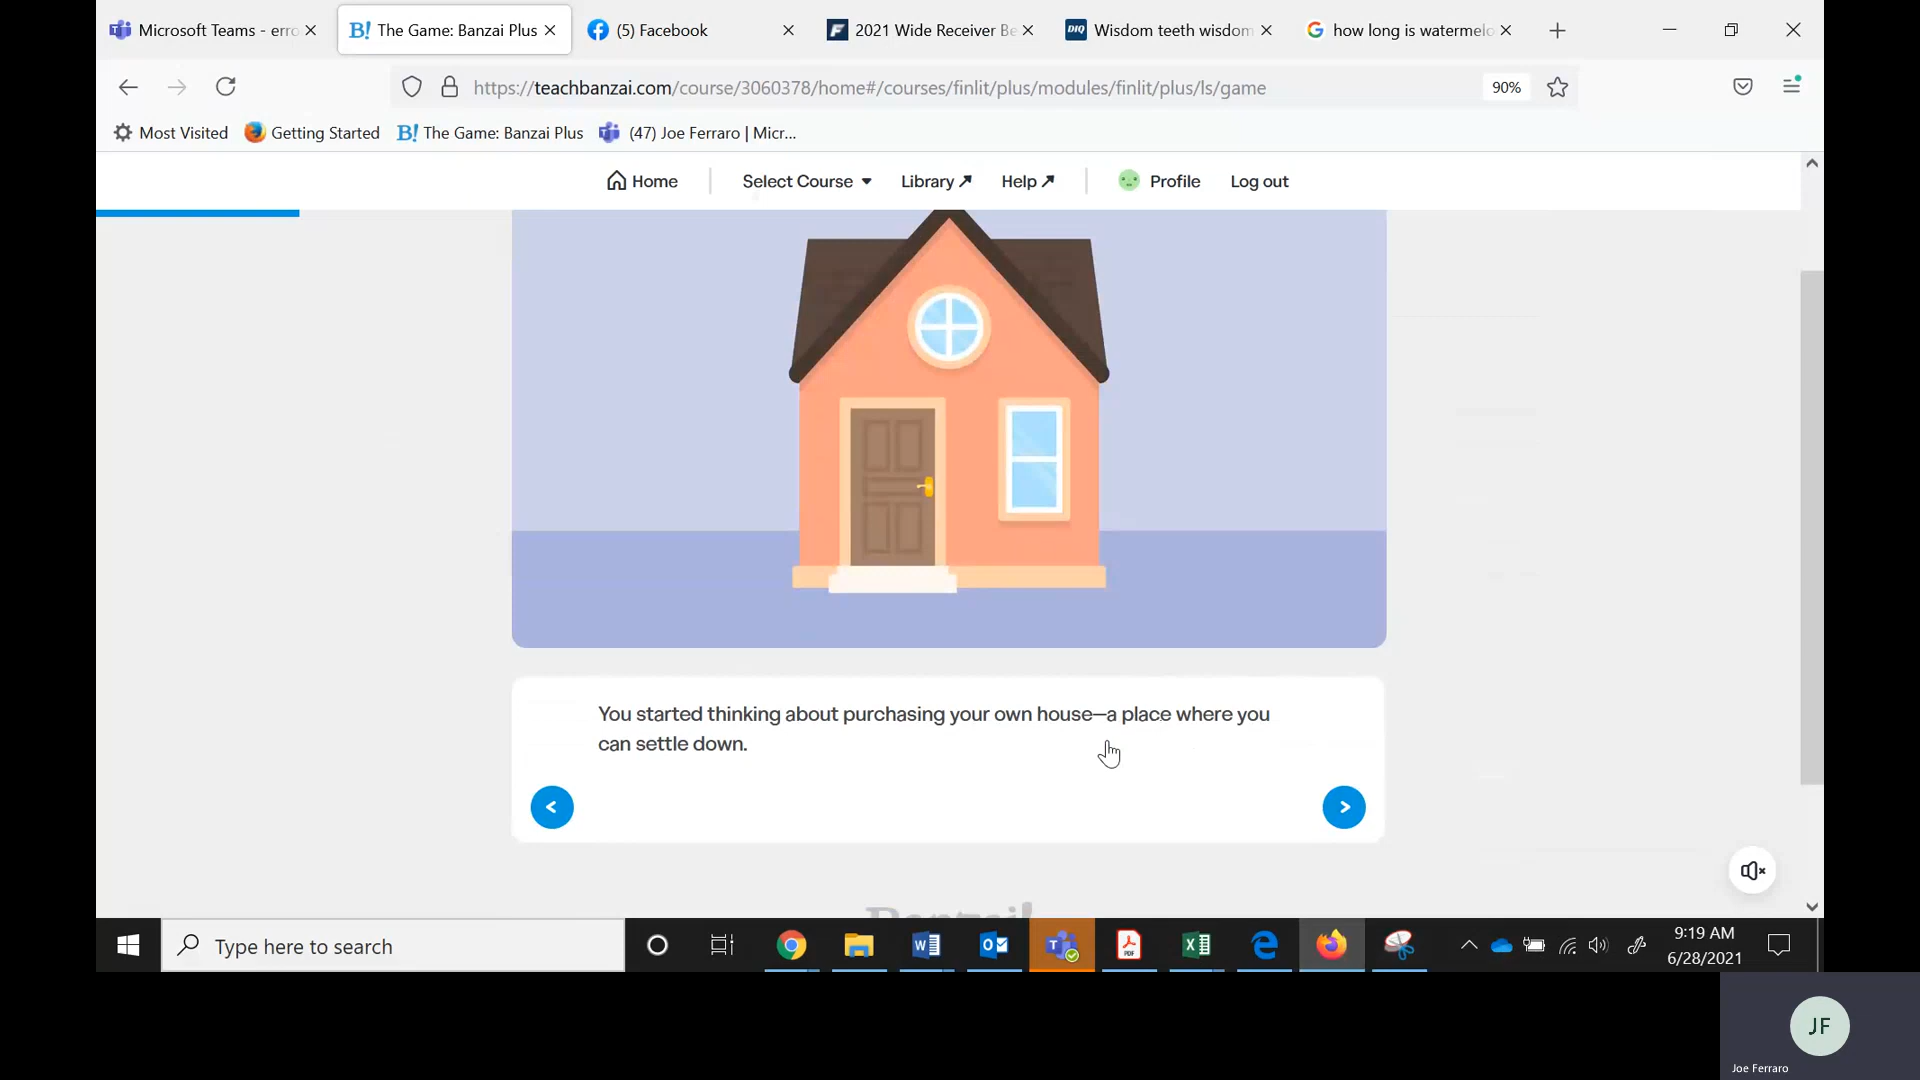 Microsoft Teams - erro
The Game: Banzai Plus
(5) Facebook
2021 Wide Receiver Be
DIQ
Wisdom teeth wisdom
how long is watermelo
https://teachbanzai.com/course/3060378/home#/courses/finlit/plus/modules/finlit/plus/ls/game
90%
Most Visited
Getting Started
B! The Game: Banzai Plus
(47) Joe Ferraro | Micr...
Home
Select Course
Library
Help
Profile
Log out
You started thinking about purchasing your own house—a place where you
can settle down.
Banzai!
Type here to search
9:19 AM
6/28/2021
JF
Joe Ferraro